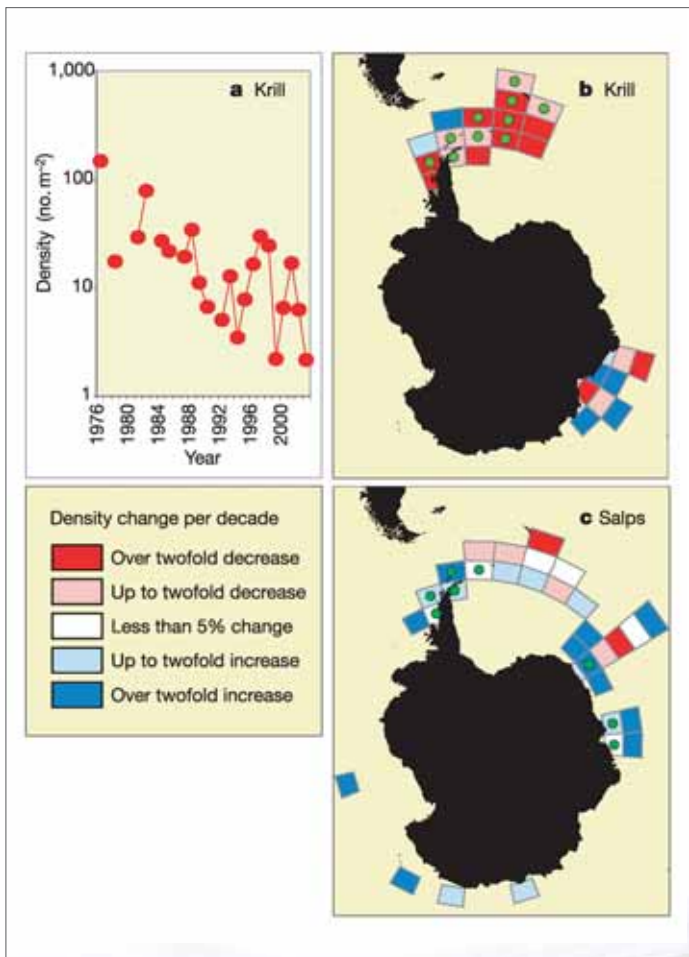 a Krill
1,000
100
10
1
Density (no. m⁻²)
1976
1980
1984
1988
1992
1996
2000
Year
b Krill
Density change per decade
Over twofold decrease
Up to twofold decrease
Less than 5% change
Up to twofold increase
Over twofold increase
c Salps